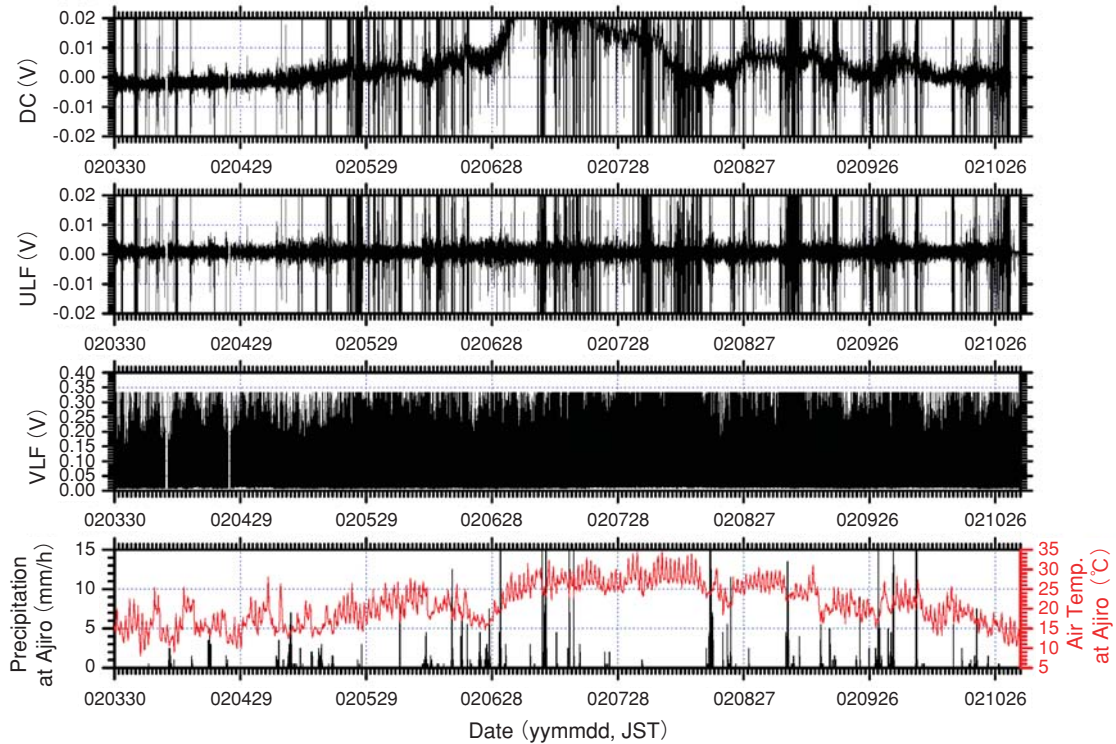 0.02
0.01
0.00
-0.01
-0.02
DC (V)
020330 020429 020529 020628 020728 020827 020926 021026
0.02
0.01
0.00
-0.01
-0.02
ULF (V)
020330 020429 020529 020628 020728 020827 020926 021026
0.40
0.35
0.30
0.25
0.20
0.15
0.10
0.05
0.00
VLF (V)
020330 020429 020529 020628 020728 020827 020926 021026
15
10
5
0
Precipitation
at Ajiro (mm/h)
35
30
25
20
15
10
5
Air Temp.
at Ajiro (℃)
020330 020429 020529 020628 020728 020827 020926 021026
Date (yymmdd, JST)